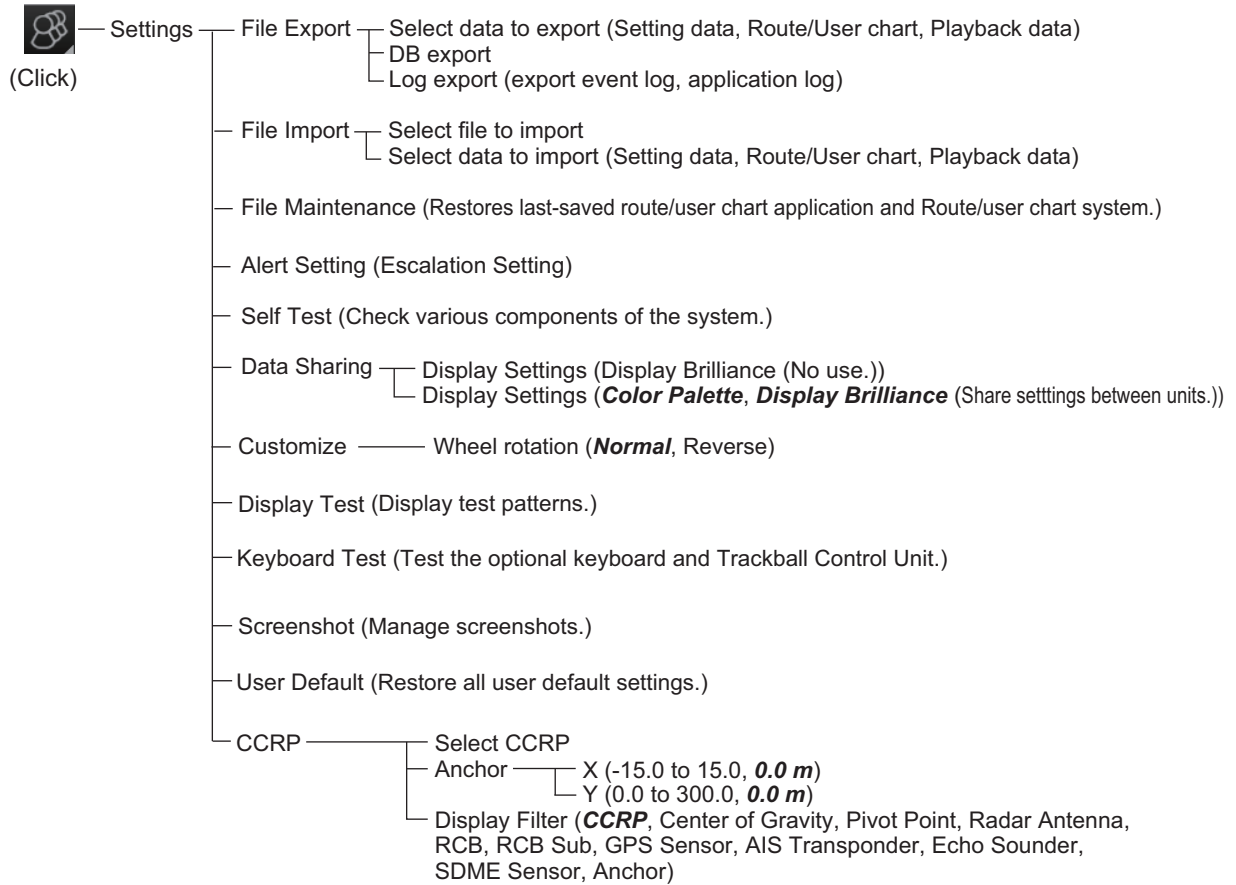 Settings
File Export
Select data to export (Setting data, Route/User chart, Playback data)
(Click)
DB export
Log export (export event log, application log)
File Import
Select file to import
Select data to import (Setting data, Route/User chart, Playback data)
File Maintenance (Restores last-saved route/user chart application and Route/user chart system.)
Alert Setting (Escalation Setting)
Self Test (Check various components of the system.)
Data Sharing
Display Settings (Display Brilliance (No use.))
Display Settings (Color Palette, Display Brilliance (Share setttings between units.))
Customize
Wheel rotation (Normal, Reverse)
Display Test (Display test patterns.)
Keyboard Test (Test the optional keyboard and Trackball Control Unit.)
Screenshot (Manage screenshots.)
User Default (Restore all user default settings.)
CCRP
Select CCRP
Anchor
X (-15.0 to 15.0, 0.0 m)
Y (0.0 to 300.0, 0.0 m)
Display Filter (CCRP, Center of Gravity, Pivot Point, Radar Antenna,
RCB, RCB Sub, GPS Sensor, AIS Transponder, Echo Sounder,
SDME Sensor, Anchor)